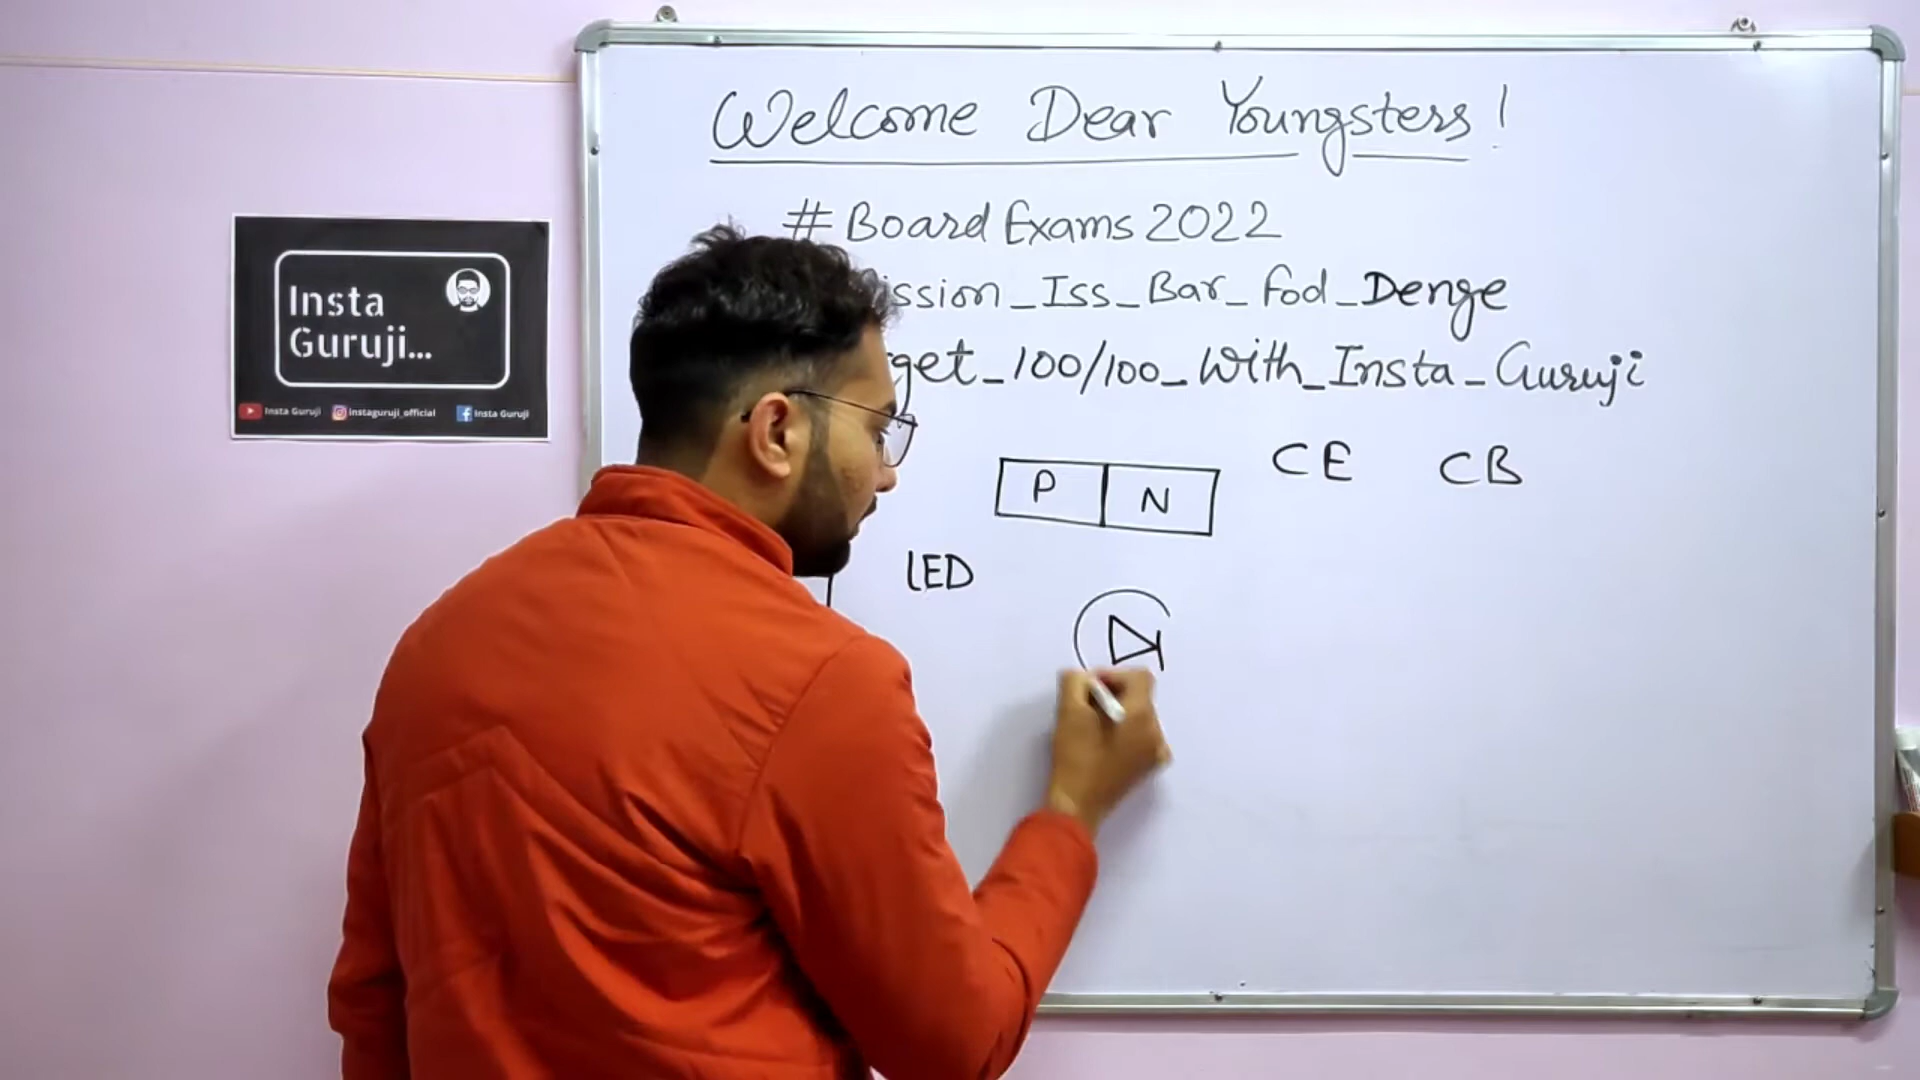 Welcome Dear Youngsters!
#Board Exams 2022
ission_Iss_Bar_fod_Denge
get_100/100_With_Insta_Guruji
Insta
Guruji...
Insta Guruji instaguruji_official Insta Guruji
CE CB
P N
LED